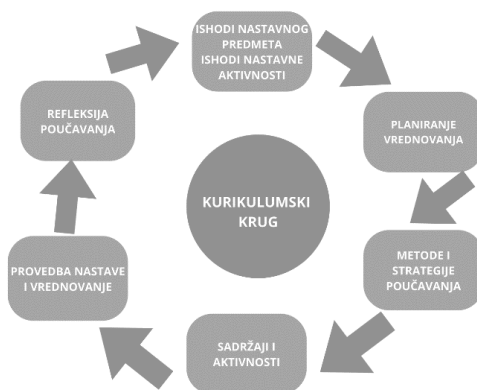 ISHODI NASTAVNOG
PREDMETA
ISHODI NASTAVNE
AKTIVNOSTI
PLANIRANJE
VREDNOVANJA
METODE I
STRATEGIJE
POUČAVANJA
SADRŽAJI I
AKTIVNOSTI
PROVEDBA NASTAVE
I VREDNOVANJE
REFLEKSIJA
POUČAVANJA
KURIKULUMSKI
KRUG